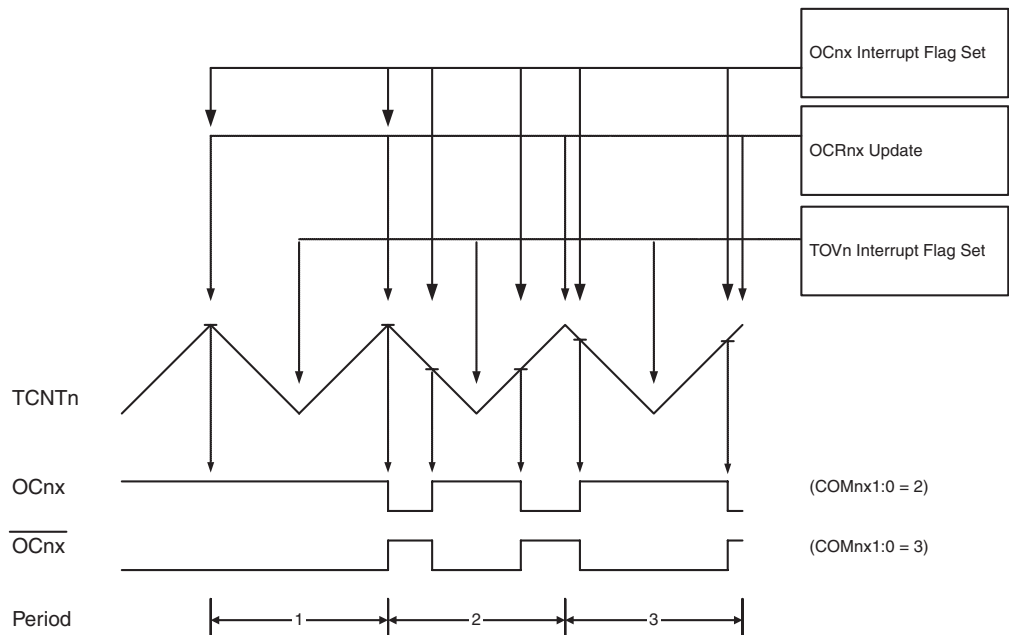 OCnx Interrupt Flag Set
OCRnx Update
TOVn Interrupt Flag Set
TCNTn
OCnx
(COMnx1:0 = 2)
OCnx
(COMnx1:0 = 3)
Period
1
2
3